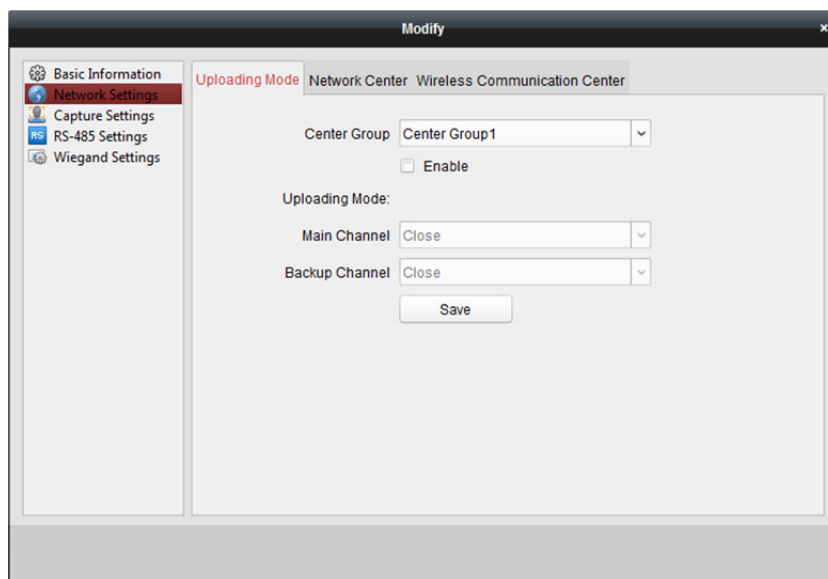 Modify
Basic Information
Network Settings
Capture Settings
RS RS-485 Settings
Wiegand Settings
Uploading Mode Network Center Wireless Communication Center
Center Group Center Group1
Enable
Uploading Mode:
Main Channel Close
Backup Channel Close
Save